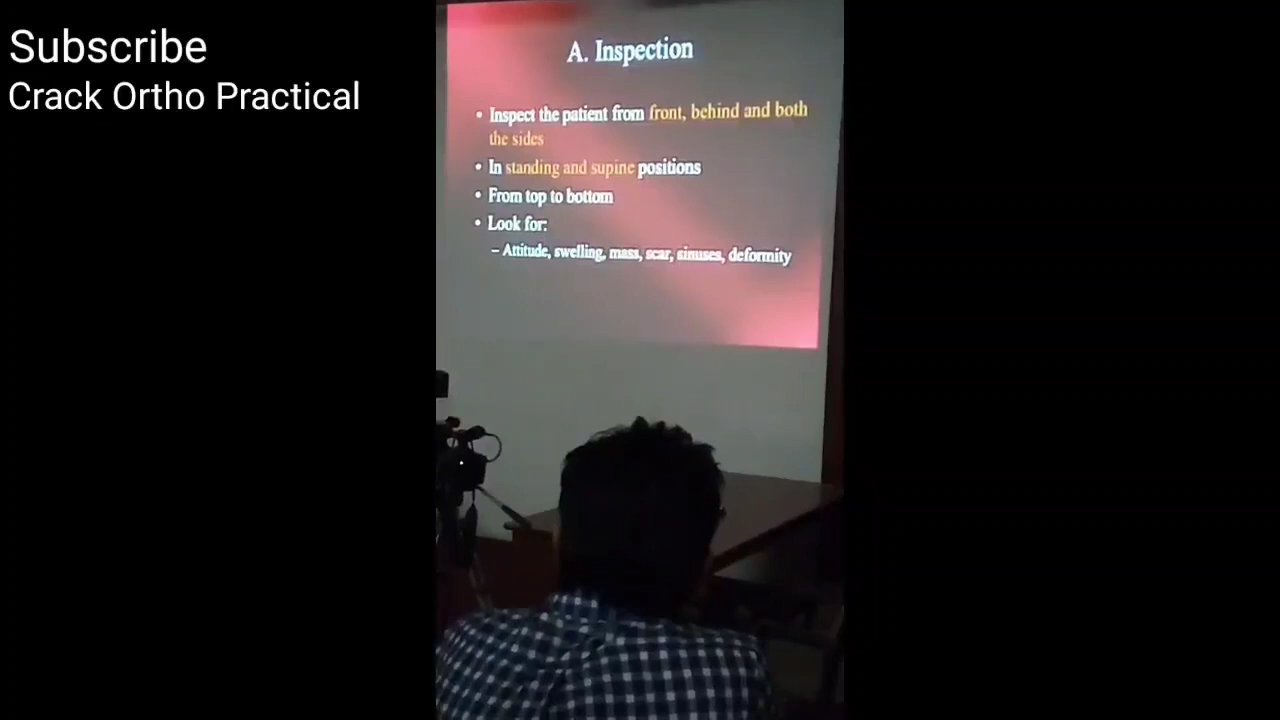 Subscribe
Crack Ortho Practical
A. Inspection
• Inspect the patient from front, behind and both
the sides
• In standing and supine positions
• From top to bottom
• Look for:
– Attitude, swelling, mass, scar, sinuses, deformity